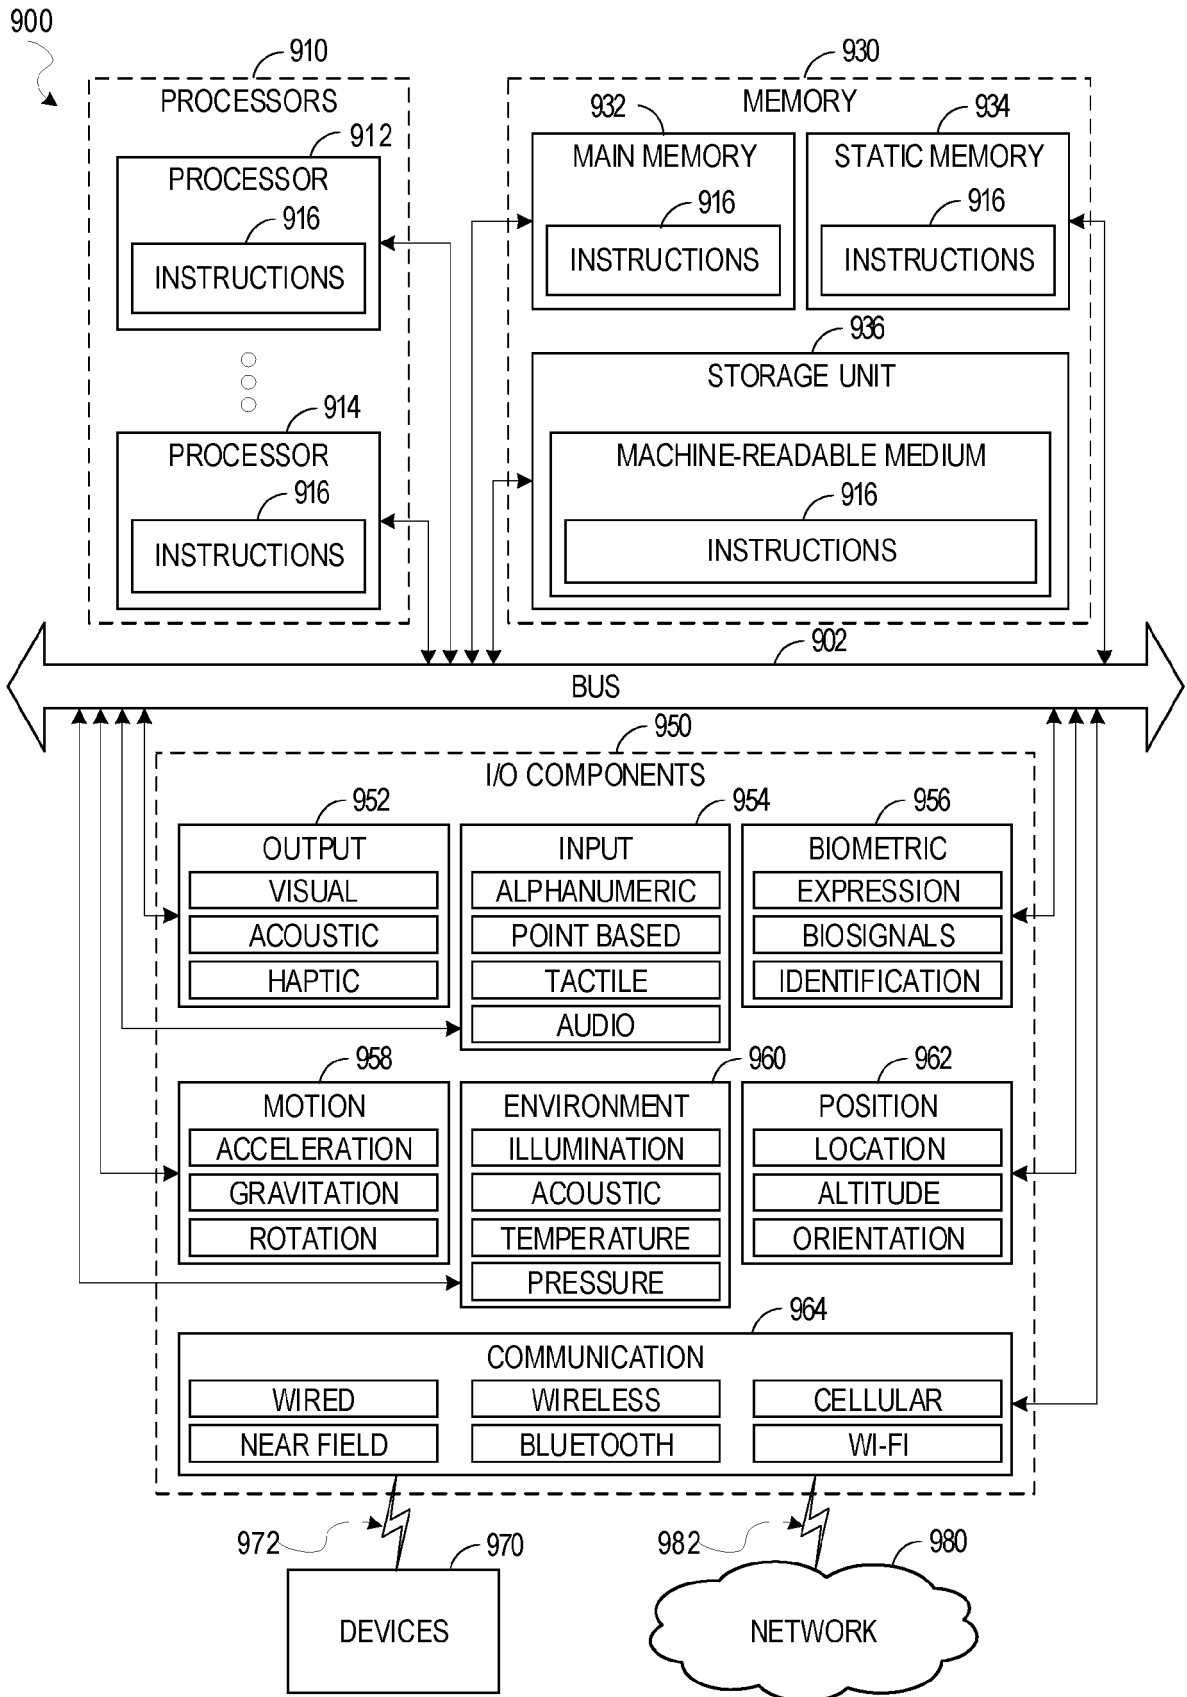 900
910
PROCESSORS
912
PROCESSOR
916
INSTRUCTIONS
914
PROCESSOR
916
INSTRUCTIONS
930
MEMORY
932
MAIN MEMORY
916
INSTRUCTIONS
934
STATIC MEMORY
916
INSTRUCTIONS
936
STORAGE UNIT
MACHINE-READABLE MEDIUM
916
INSTRUCTIONS
902
BUS
950
I/O COMPONENTS
952
OUTPUT
VISUAL
ACOUSTIC
HAPTIC
954
INPUT
ALPHANUMERIC
POINT BASED
TACTILE
AUDIO
956
BIOMETRIC
EXPRESSION
BIOSIGNALS
IDENTIFICATION
958
MOTION
ACCELERATION
GRAVITATION
ROTATION
960
ENVIRONMENT
ILLUMINATION
ACOUSTIC
TEMPERATURE
PRESSURE
962
POSITION
LOCATION
ALTITUDE
ORIENTATION
964
COMMUNICATION
WIRED
WIRELESS
CELLULAR
NEAR FIELD
BLUETOOTH
WI-FI
972
970
DEVICES
982
980
NETWORK